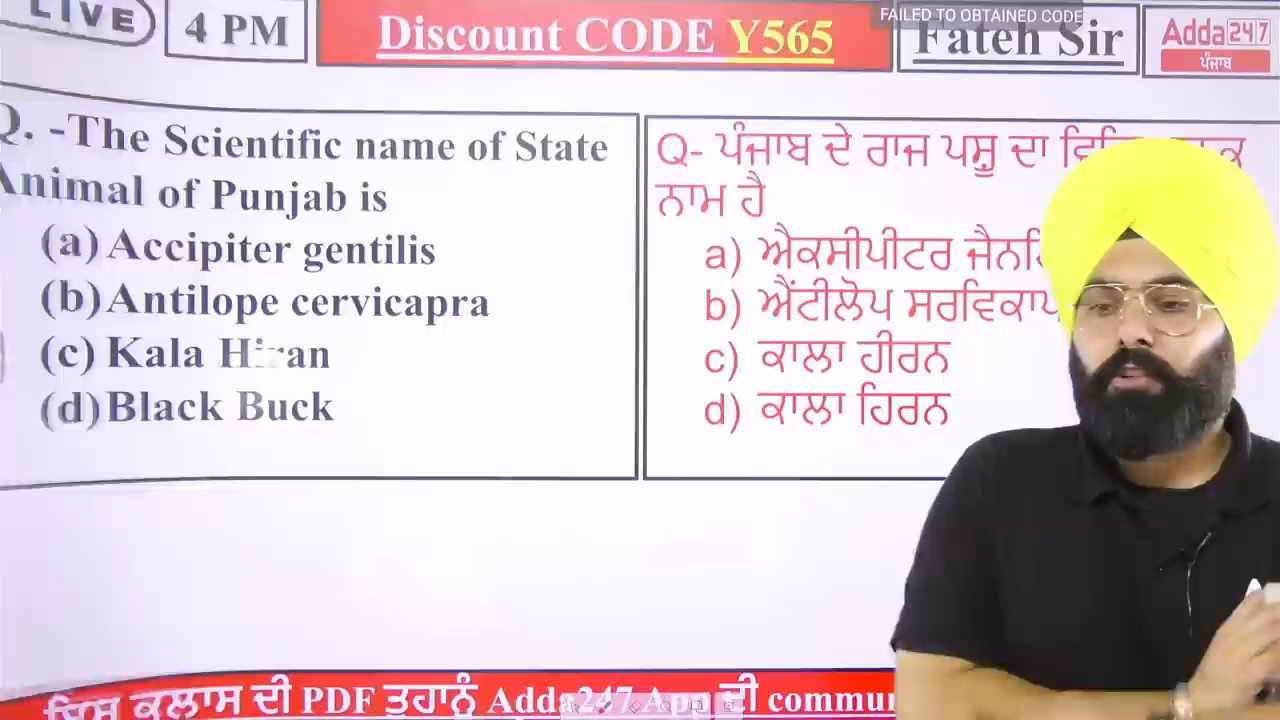 LIVE
4 PM
Discount CODE Y565
FAILED TO OBTAINED CODE
Fateh Sir
Adda247
ਪੰਜਾਬ
Q. -The Scientific name of State
Animal of Punjab is
(a) Accipiter gentilis
(b) Antilope cervicapra
(c) Kala Hiran
(d) Black Buck
Q- ਪੰਜਾਬ ਦੇ ਰਾਜ ਪਸ਼ੂ ਦਾ
ਨਾਮ ਹੈ
a) ਐਕਸੀਪੀਟਰ
b) ਐਂਟੀਲੋਪ
c) ਕਾਲਾ ਹੀਰਨ
d) ਕਾਲਾ ਹਿਰਨ
ਕਲਾਸ ਦੀ PDF ਤੁਹਾਨੂੰ Adda247 App ਦੀ